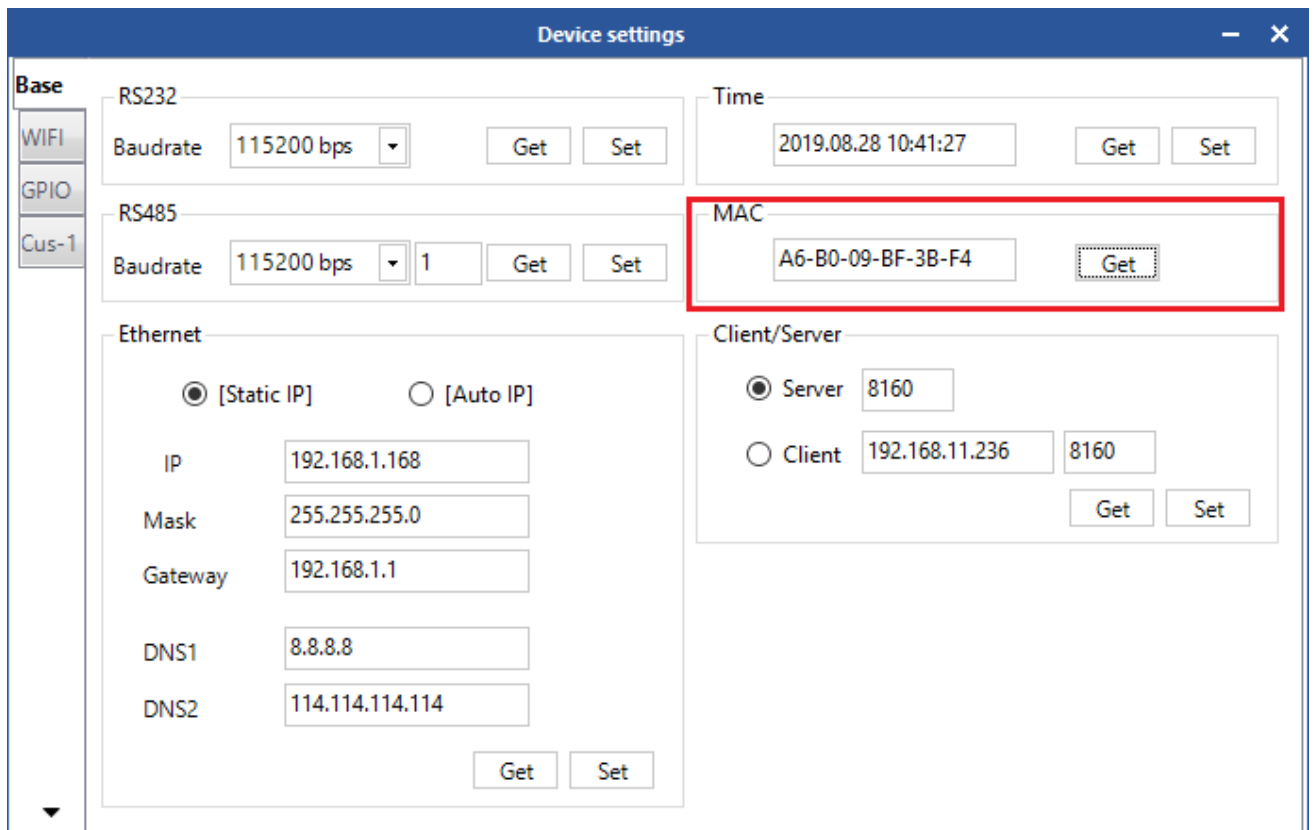 Device settings
Base
WIFI
GPIO
Cus-1
RS232
Baudrate 115200 bps Get Set
RS485
Baudrate 115200 bps 1 Get Set
Ethernet
[Static IP] [Auto IP]
IP 192.168.1.168
Mask 255.255.255.0
Gateway 192.168.1.1
DNS1 8.8.8.8
DNS2 114.114.114.114
Get Set
Time
2019.08.28 10:41:27 Get Set
MAC
A6-B0-09-BF-3B-F4 Get
Client/Server
Server 8160
Client 192.168.11.236 8160
Get Set